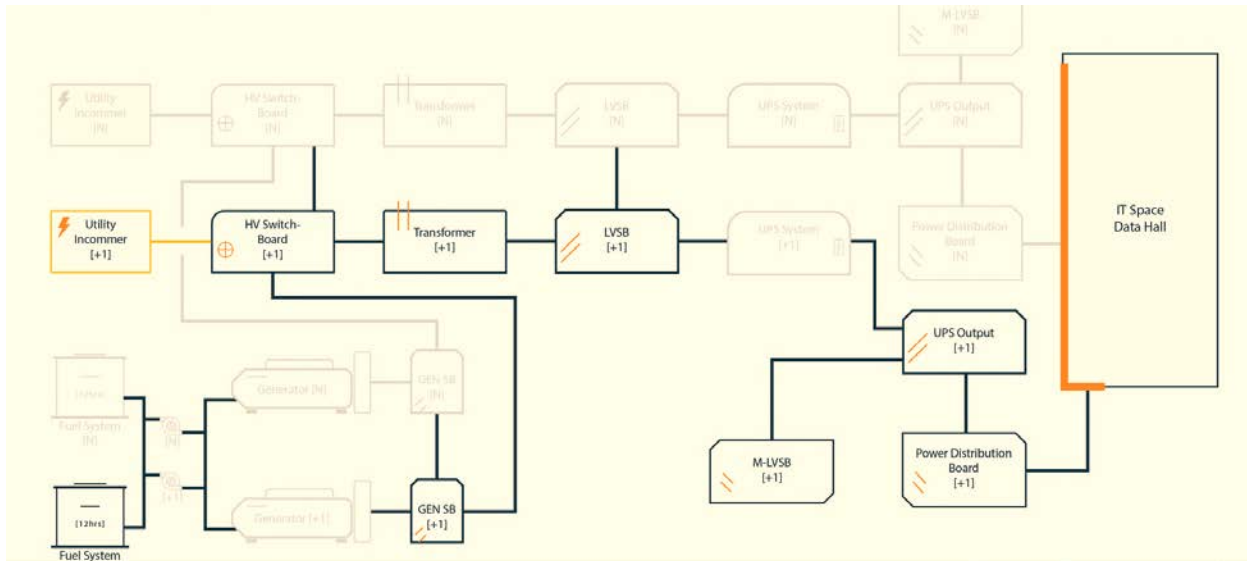 M-LVSB
[N]
Utility
Incommer
[N]
HV Switch-
Board
[N]
Transformer
[N]
LVSB
[N]
UPS System
[N]
UPS Output
[N]
Utility
Incommer
[+1]
HV Switch-
Board
[+1]
Transformer
[+1]
LVSB
[+1]
UPS System
[+1]
Power Distribution
Board
[N]
IT Space
Data Hall
UPS Output
[+1]
Fuel System
[N]
[N]
Generator [N]
GEN SB
[N]
M-LVSB
[+1]
Power Distribution
Board
[+1]
[12hrs]
Fuel System
[+1]
Generator [+1]
GEN SB
[+1]